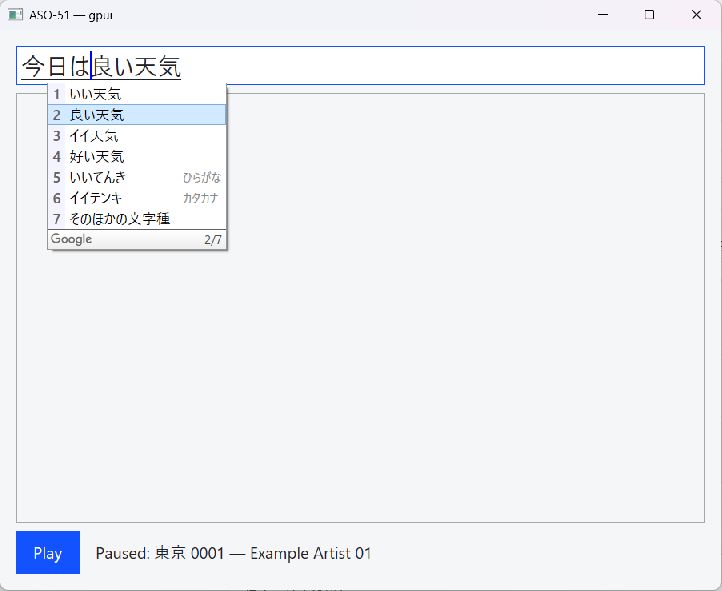 ASO-51 — gpui
今日は良い天気
1 いい天気
2 良い天気
3 イイ天気
4 好い天気
5 いいてんき ひらがな
6 イイテンキ カタカナ
7 そのほかの文字種
Google 2/7
Play Paused: 東京 0001 — Example Artist 01